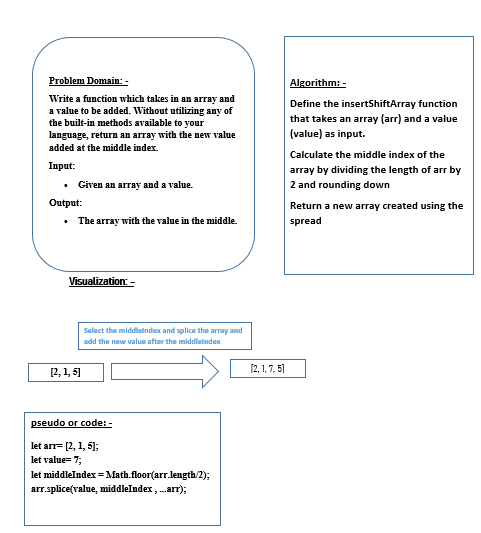 Problem Domain: -
Write a function which takes in an array and
a value to be added. Without utilizing any of
the built-in methods available to your
language, return an array with the new value
added at the middle index.
Input:
• Given an array and a value.
Output:
• The array with the value in the middle.
Algorithm: -
Define the insertShiftArray function
that takes an array (arr) and a value
(value) as input.
Calculate the middle index of the
array by dividing the length of arr by
2 and rounding down
Return a new array created using the
spread
Visualization: -
Select the middleIndex and splice the array and
add the new value after the middleIndex
[2, 1, 5]
[2, 1, 7, 5]
pseudo or code: -
let arr= [2, 1, 5];
let value= 7;
let middleIndex = Math.floor(arr.length/2);
arr.splice(value, middleIndex , ...arr);